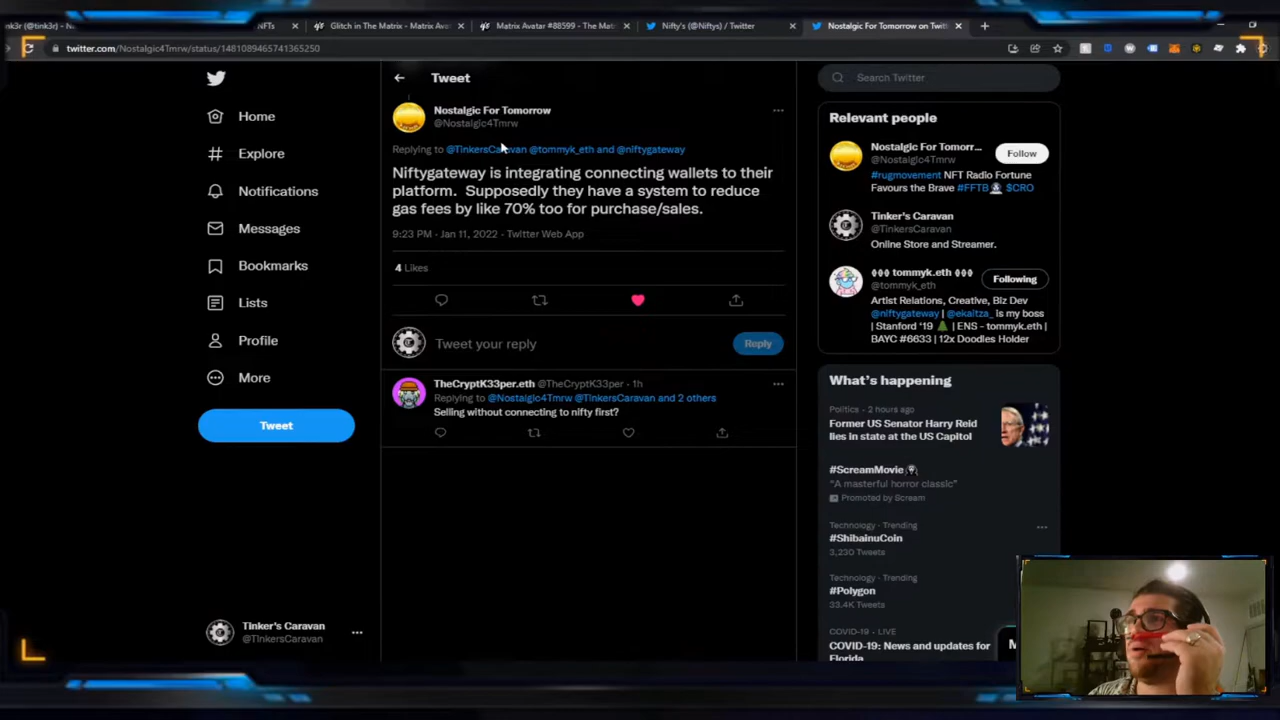 NFTs
Glitch in The Matrix - Matrix Ava
Matrix Avatar #88599 - The Mat
Nifty's (@Niftys) / Twitter
Nostalgic For Tomorrow on Twitt
twitter.com/Nostalgic4Tmrw/status/1481089465741365250
Home
Explore
Notifications
Messages
Bookmarks
Lists
Profile
More
Tweet
Tinker's Caravan
@TinkersCaravan
Tweet
Nostalgic For Tomorrow
@Nostalgic4Tmrw
Replying to @TinkersCaravan @tommyk_eth and @niftygateway
Niftygateway is integrating connecting wallets to their
platform. Supposedly they have a system to reduce
gas fees by like 70% too for purchase/sales.
9:23 PM · Jan 11, 2022 · Twitter Web App
4 Likes
Tweet your reply
Reply
TheCryptK33per.eth @TheCryptK33per · 1h
Replying to @Nostalgic4Tmrw @TinkersCaravan and 2 others
Selling without connecting to nifty first?
Search Twitter
Relevant people
Nostalgic For Tomorr...
@Nostalgic4Tmrw
Follow
#rugmovement NFT Radio Fortune
Favours the Brave #FFTB $CRO
Tinker's Caravan
@TinkersCaravan
Online Store and Streamer.
tommyk.eth
@tommyk_eth
Following
Artist Relations, Creative, Biz Dev
@niftygateway | @ekaitza_ is my boss
| Stanford '19 | ENS - tommyk.eth |
BAYC #6633 | 12x Doodles Holder
What's happening
Politics · 2 hours ago
Former US Senator Harry Reid
lies in state at the US Capitol
#ScreamMovie
"A masterful horror classic"
Promoted by Scream
Technology · Trending
#ShibainuCoin
3,230 Tweets
Technology · Trending
#Polygon
33.4K Tweets
COVID-19 · LIVE
COVID-19: News and updates for
Florida